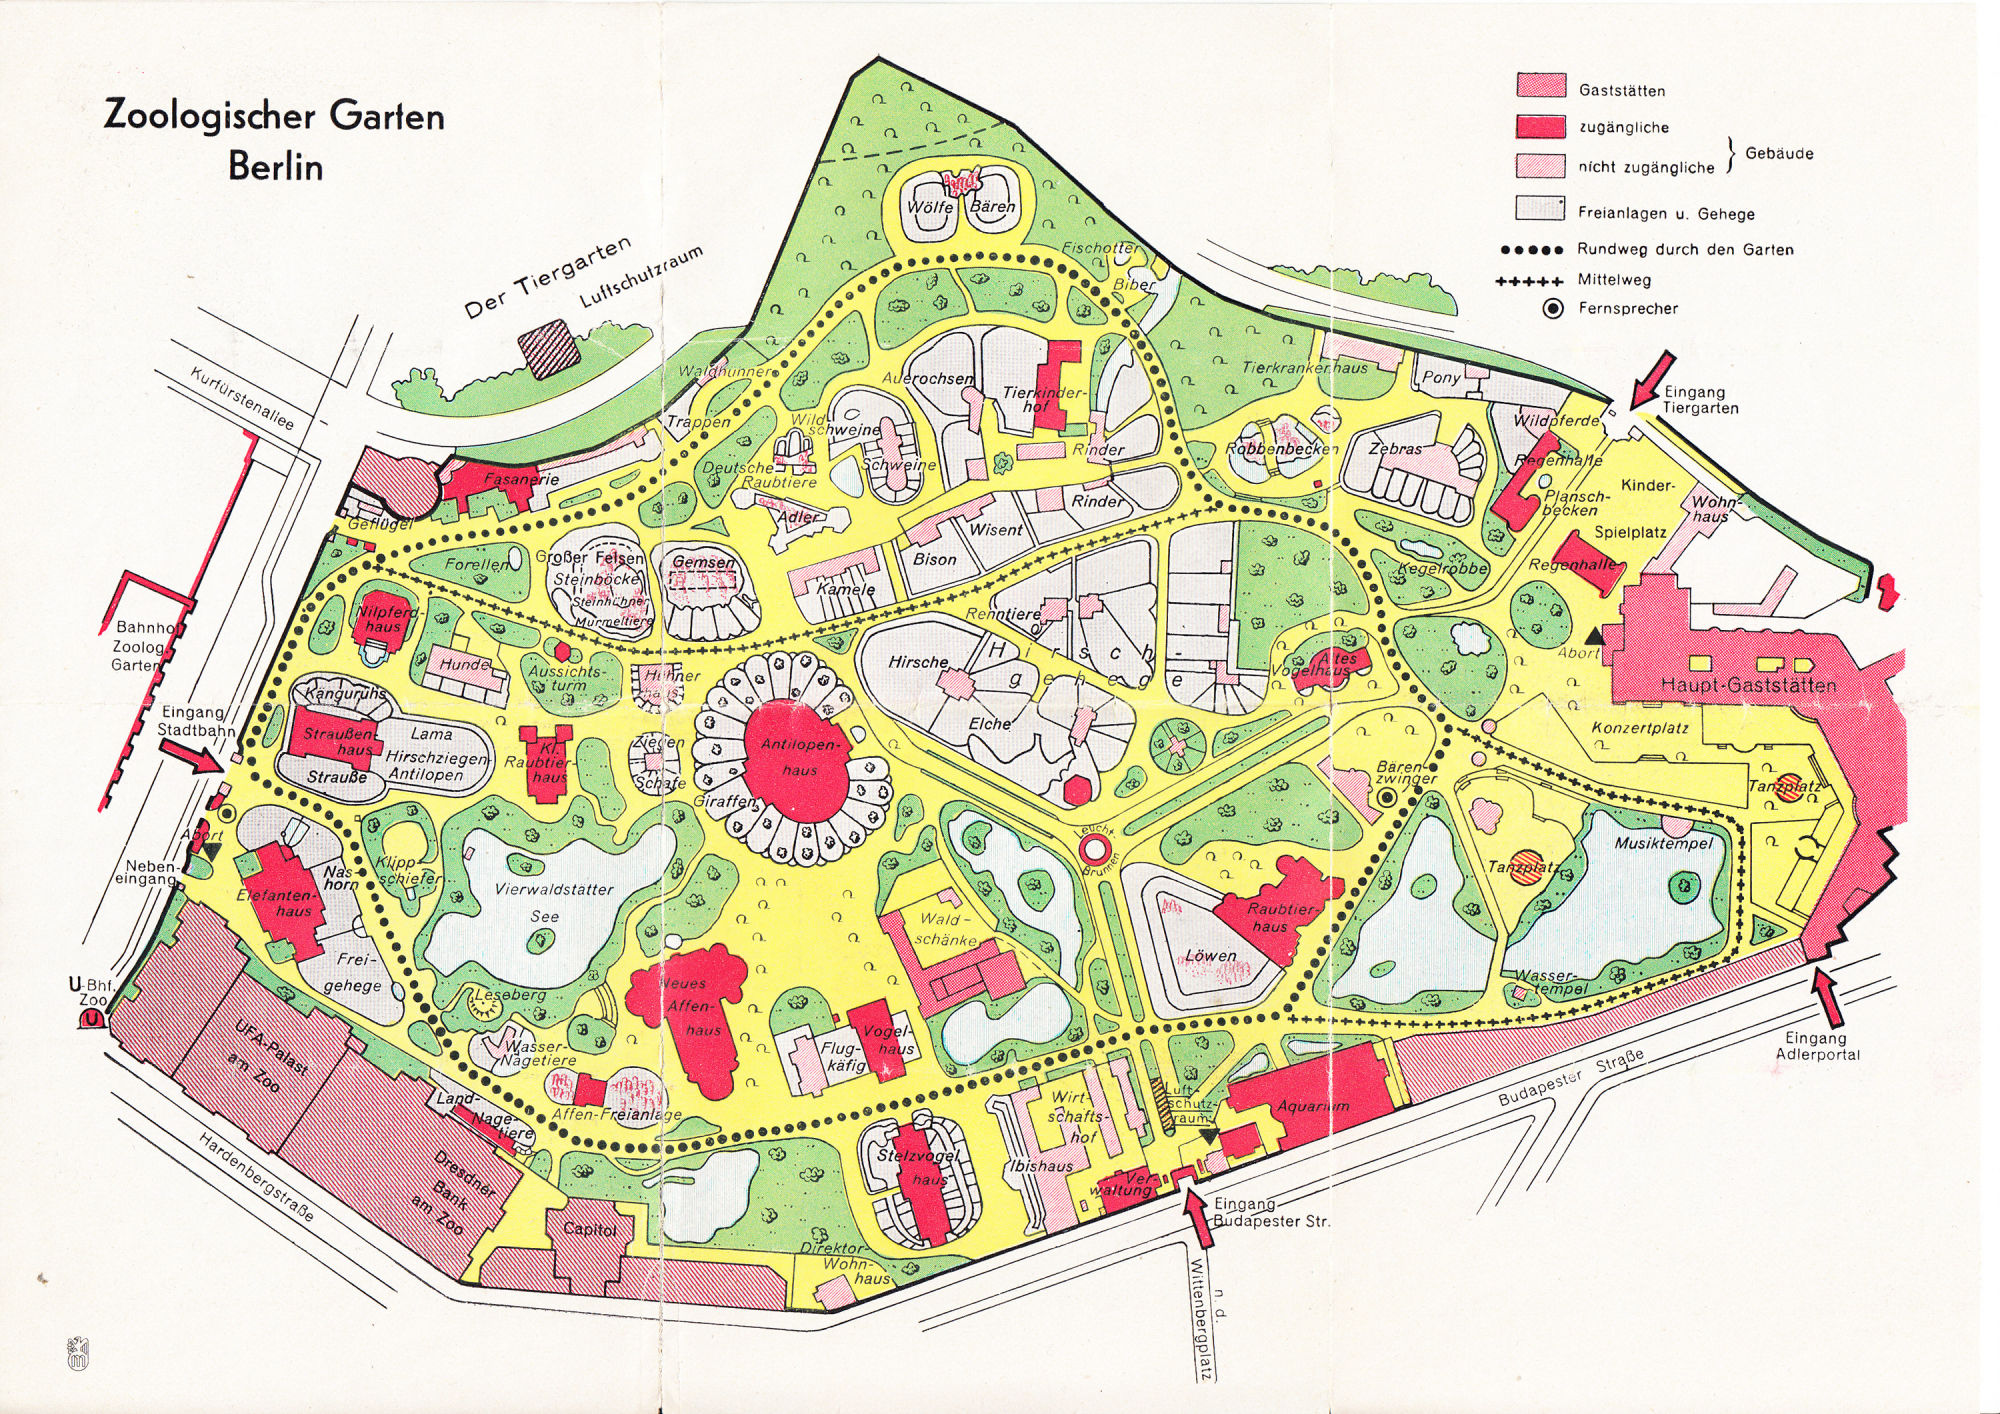 Zoologischer Garten
Berlin
Gaststätten
zugängliche
nicht zugängliche
Gebäude
Freianlagen u. Gehege
Rundweg durch den Garten
Mittelweg
Fernsprecher
Der Tiergarten
Luftschutzraum
Kurfürstenallee
Wölfe
Bären
Fischotter
Biber
Waldhühner
Trappen
Auerochsen
Tierkinder-
hof
Rinder
Rinder
Wild-
schweine
Schweine
Deutsche
Raubtiere
Adler
Wisent
Bison
Kamele
Tierkrankenhaus
Pony
Eingang
Tiergarten
Wildpferde
Robbenbecken
Zebras
Regenhalle
Plansch-
becken
Kinder-
Spielplatz
Wohn-
haus
Regenhalle
Kegelrobbe
Fasanerie
Geflügel
Forellen
Großer Felsen
Steinböcke
Steinhühner
Murmeltiere
Gemsen
Nilpferd-
haus
Hunde
Aussichts-
turm
Hühner
haus
Renntiere
Hirsche
Hirsch-
gehege
Elche
Altes
Vogelhaus
Abort
Haupt-Gaststätten
Konzertplatz
Tanzplatz
Bahnhof
Zoolog.
Garten
Eingang
Stadtbahn
Känguruhs
Straußen-
haus
Strauße
Lama
Hirschziegen-
Antilopen
Kl.
Raubtier-
haus
Ziegen
Schafe
Antilopen-
haus
Giraffen
Bären-
zwinger
Leucht-
Brunnen
Tanzplatz
Musiktempel
Abort
Neben-
eingang
Elefanten-
haus
Nas-
horn
Frei-
gehege
Klipp-
schiefer
Vierwaldstätter
See
Wald-
schänke
Raubtier-
haus
Löwen
Wasser-
tempel
U-Bhf.
Zoo
U
UFA-Palast
am Zoo
Leseberg
Wasser-
Nagetiere
Neues
Affen-
haus
Flug-
käfig
Vogel-
haus
Affen-Freianlage
Land-
Nage-
tiere
Dresdner
Bank
am Zoo
Capitol
Hardenbergstraße
Stelzvogel
haus
Direktor-
Wohn-
haus
Ibishaus
Wirt-
schafts-
hof
Ver-
waltung
Luft-
schutz-
raum
Aquarium
Eingang
Budapester Str.
Budapester Straße
Eingang
Adlerportal
n. d.
Wittenbergplatz
m